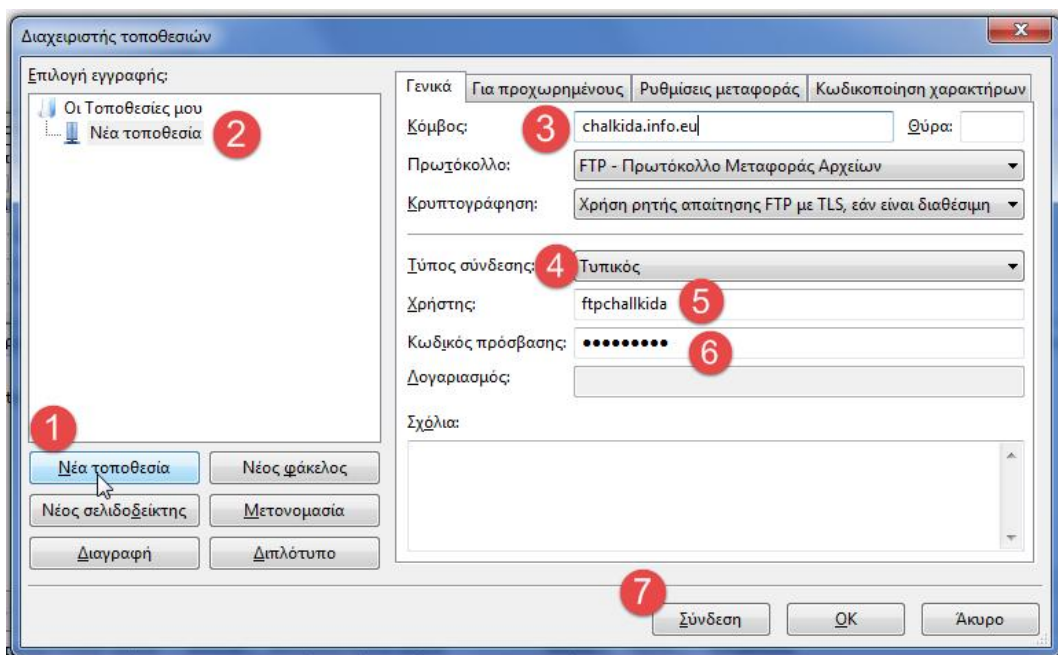 Διαχειριστής τοποθεσιών
Επιλογή εγγραφής:
Οι Τοποθεσίες μου
Νέα τοποθεσία 2
1
Νέα τοποθεσία Νέος φάκελος
Νέος σελιδοδείκτης Μετονομασία
Διαγραφή Διπλότυπο
Γενικά Για προχωρημένους Ρυθμίσεις μεταφοράς Κωδικοποίηση χαρακτήρων
Κόμβος: 3 chalkida.info.eu Θύρα:
Πρωτόκολλο: FTP - Πρωτόκολλο Μεταφοράς Αρχείων
Κρυπτογράφηση: Χρήση ρητής απαίτησης FTP με TLS, εάν είναι διαθέσιμη
Τύπος σύνδεσης: 4 Τυπικός
Χρήστης: ftpchallkida 5
Κωδικός πρόσβασης: ●●●●●●●●● 6
Λογαριασμός:
Σχόλια:
7
Σύνδεση OK Άκυρο